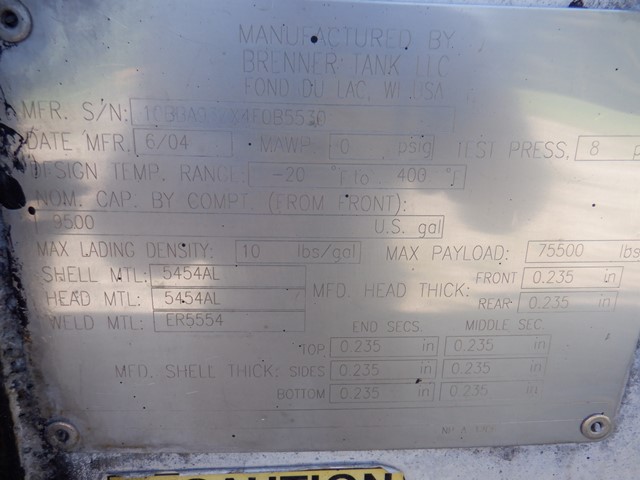 MANUFACTURED BY
BRENNER TANK LLC
FOND DU LAC, WI USA
MFR. S/N:
DATE MFR. 6/04 MAWP. 0 psig TEST PRESS. 8
DESIGN TEMP. RANGE: -20 °F to 400 °F
NOM. CAP. BY COMPT. (FROM FRONT):
9500 U.S. gal
MAX LADING DENSITY: 10 lbs/gal MAX PAYLOAD: 75500 lbs
SHELL MTL: 5454AL
HEAD MTL: 5454AL
WELD MTL: ER5554
MFD. HEAD THICK: FRONT 0.235 in
REAR 0.235 in
END SECS. MIDDLE SEC.
TOP 0.235 in 0.235 in
MFD. SHELL THICK: SIDES 0.235 in 0.235 in
BOTTOM 0.235 in 0.235 in
CAUTION